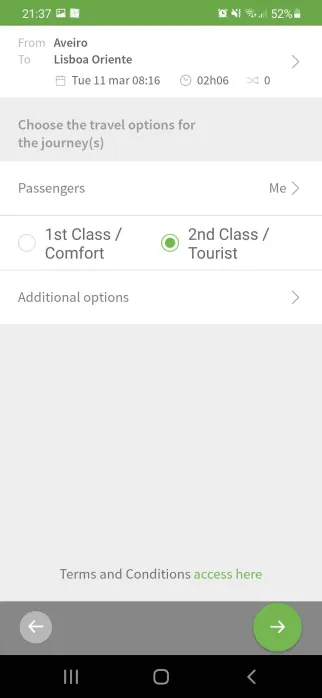 21:37 52%
From Aveiro
To Lisboa Oriente
Tue 11 mar 08:16 02h06 0
Choose the travel options for
the journey(s)
Passengers Me
1st Class / 2nd Class /
Comfort Tourist
Additional options
Terms and Conditions access here